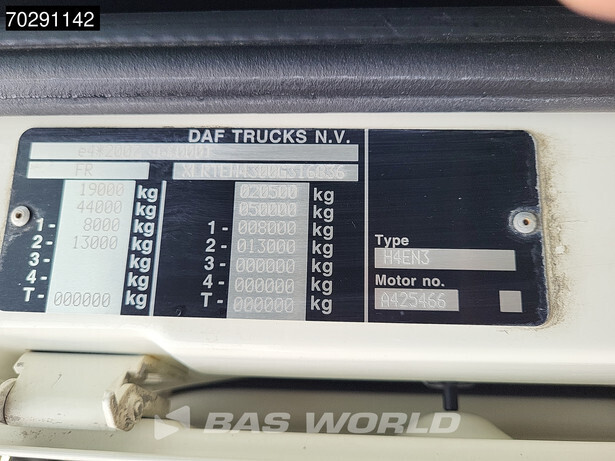 70291142
DAF TRUCKS N.V.
FR
19000 kg 020500 kg
44000 kg 050000 kg
1- 8000 kg 1- 008000 kg
2- 13000 kg 2- 013000 kg
3- kg 3- 000000 kg
4- kg 4- 000000 kg
T- 000000 kg T- 000000 kg
Type
H4EN3
Motor no.
A425466
BAS WORLD